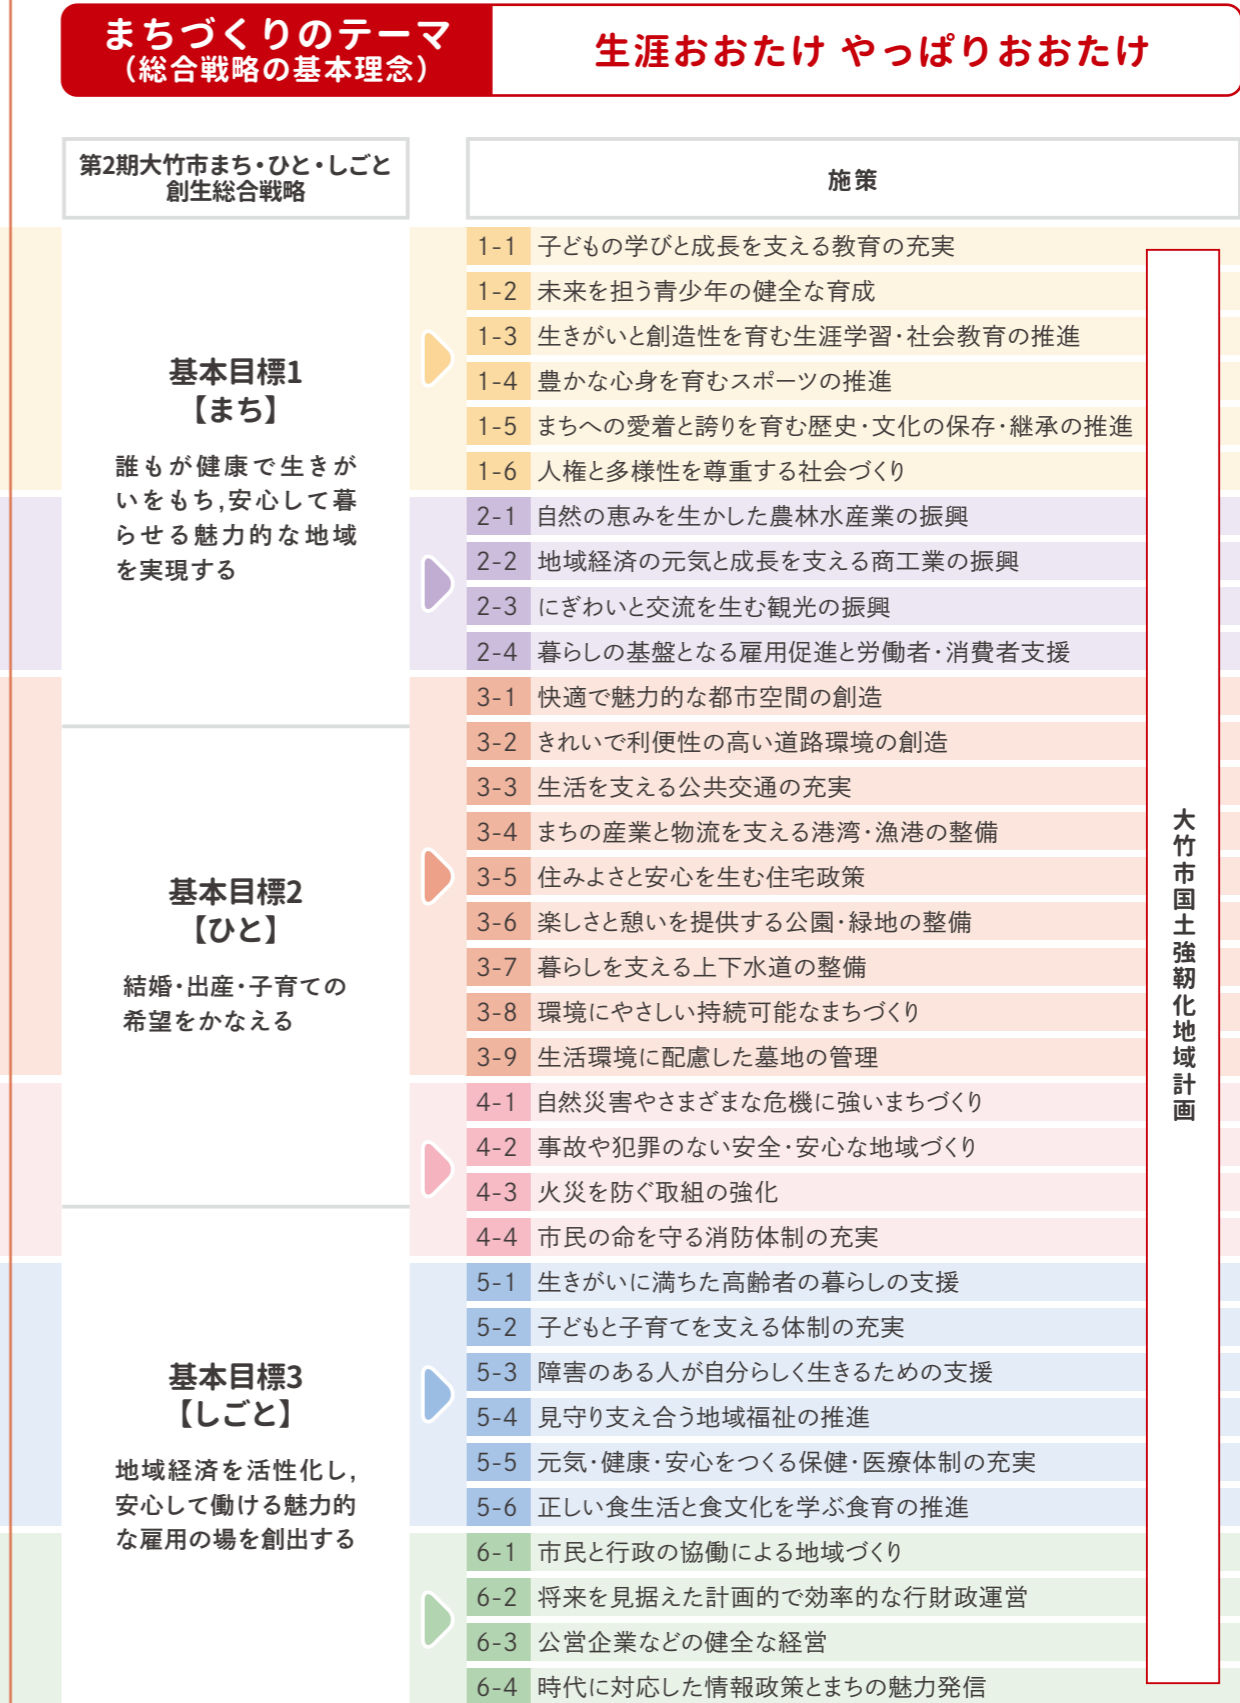 まちづくりのテーマ
(総合戦略の基本理念)
生涯おおたけ やっぱりおおたけ
第2期大竹市まち・ひと・しごと
創生総合戦略
施策
基本目標1
【まち】
誰もが健康で生きが
いをもち,安心して暮
らせる魅力的な地域
を実現する
基本目標2
【ひと】
結婚・出産・子育ての
希望をかなえる
基本目標3
【しごと】
地域経済を活性化し,
安心して働ける魅力的
な雇用の場を創出する
1-1 子どもの学びと成長を支える教育の充実
1-2 未来を担う青少年の健全な育成
1-3 生きがいと創造性を育む生涯学習・社会教育の推進
1-4 豊かな心身を育むスポーツの推進
1-5 まちへの愛着と誇りを育む歴史・文化の保存・継承の推進
1-6 人権と多様性を尊重する社会づくり
2-1 自然の恵みを生かした農林水産業の振興
2-2 地域経済の元気と成長を支える商工業の振興
2-3 にぎわいと交流を生む観光の振興
2-4 暮らしの基盤となる雇用促進と労働者・消費者支援
3-1 快適で魅力的な都市空間の創造
3-2 きれいで利便性の高い道路環境の創造
3-3 生活を支える公共交通の充実
3-4 まちの産業と物流を支える港湾・漁港の整備
3-5 住みよさと安心を生む住宅政策
3-6 楽しさと憩いを提供する公園・緑地の整備
3-7 暮らしを支える上下水道の整備
3-8 環境にやさしい持続可能なまちづくり
3-9 生活環境に配慮した墓地の管理
4-1 自然災害やさまざまな危機に強いまちづくり
4-2 事故や犯罪のない安全・安心な地域づくり
4-3 火災を防ぐ取組の強化
4-4 市民の命を守る消防体制の充実
5-1 生きがいに満ちた高齢者の暮らしの支援
5-2 子どもと子育てを支える体制の充実
5-3 障害のある人が自分らしく生きるための支援
5-4 見守り支え合う地域福祉の推進
5-5 元気・健康・安心をつくる保健・医療体制の充実
5-6 正しい食生活と食文化を学ぶ食育の推進
6-1 市民と行政の協働による地域づくり
6-2 将来を見据えた計画的で効率的な行財政運営
6-3 公営企業などの健全な経営
6-4 時代に対応した情報政策とまちの魅力発信
大竹市国土強靭化地域計画